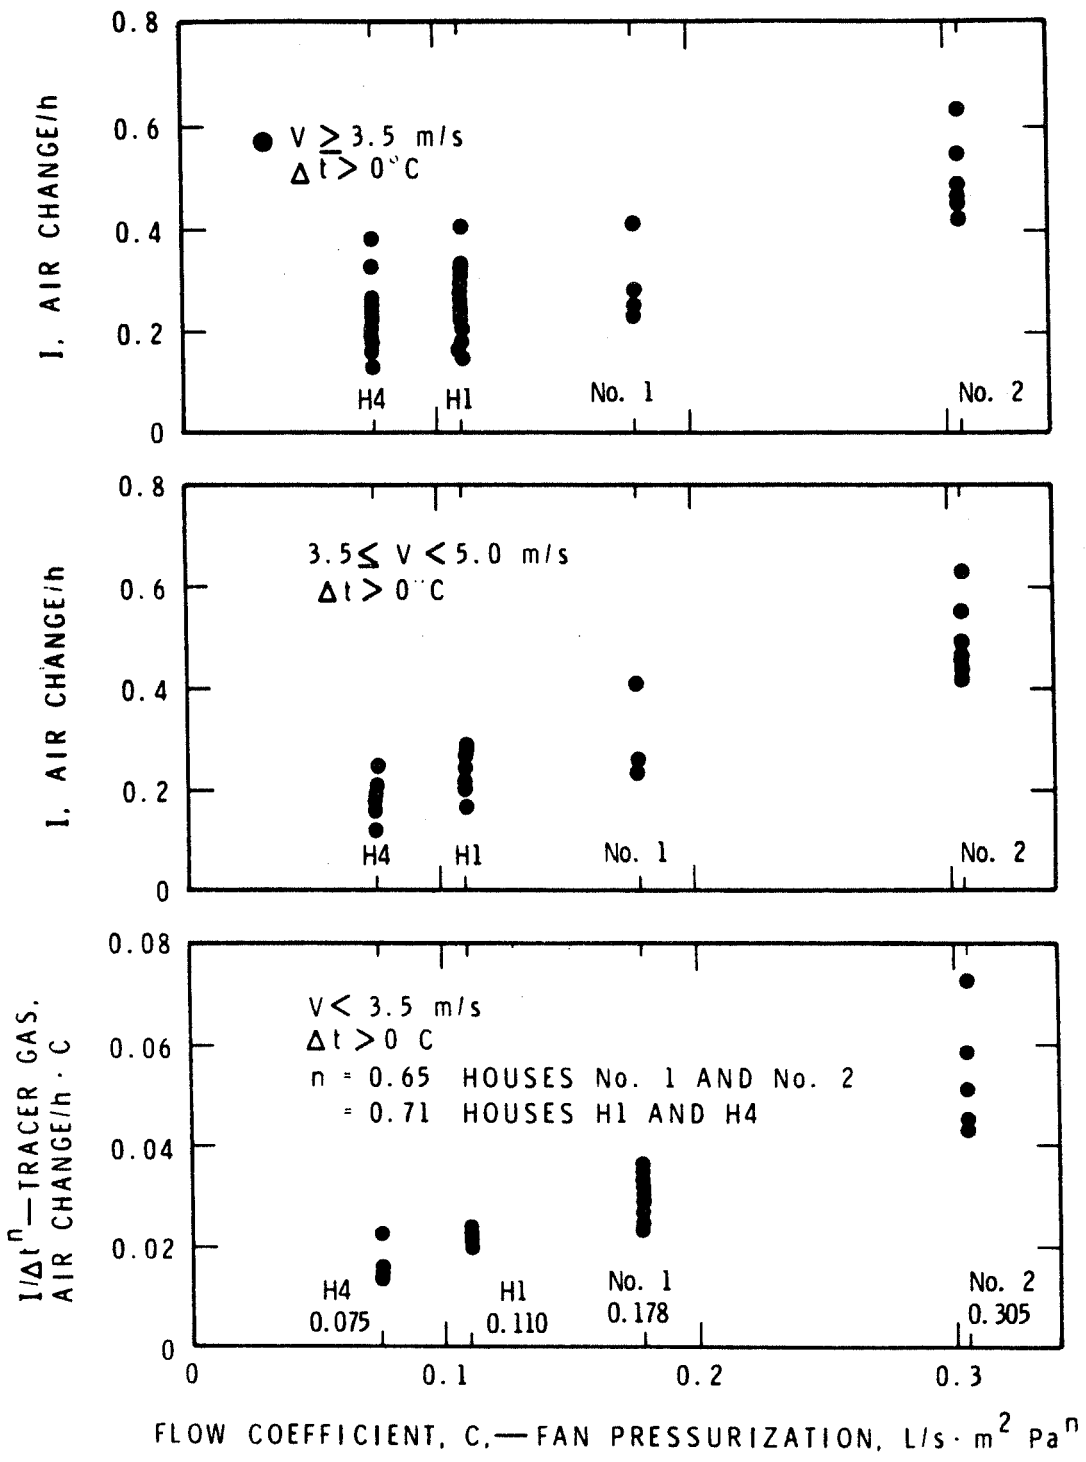 0.8
0.6
0.4
0.2
0
I, AIR CHANGE/h
V ≥ 3.5 m/s
Δt > 0°C
H4
H1
No. 1
No. 2
0.8
0.6
0.4
0.2
0
I, AIR CHANGE/h
3.5 ≤ V < 5.0 m/s
Δt > 0°C
H4
H1
No. 1
No. 2
0.08
0.06
0.04
0.02
0
I/Δtⁿ—TRACER GAS,
AIR CHANGE/h · C
V < 3.5 m/s
Δt > 0 C
n = 0.65 HOUSES No. 1 AND No. 2
= 0.71 HOUSES H1 AND H4
H4
0.075
H1
0.110
No. 1
0.178
No. 2
0.305
0
0.1
0.2
0.3
FLOW COEFFICIENT, C,—FAN PRESSURIZATION, L/s · m² Paⁿ